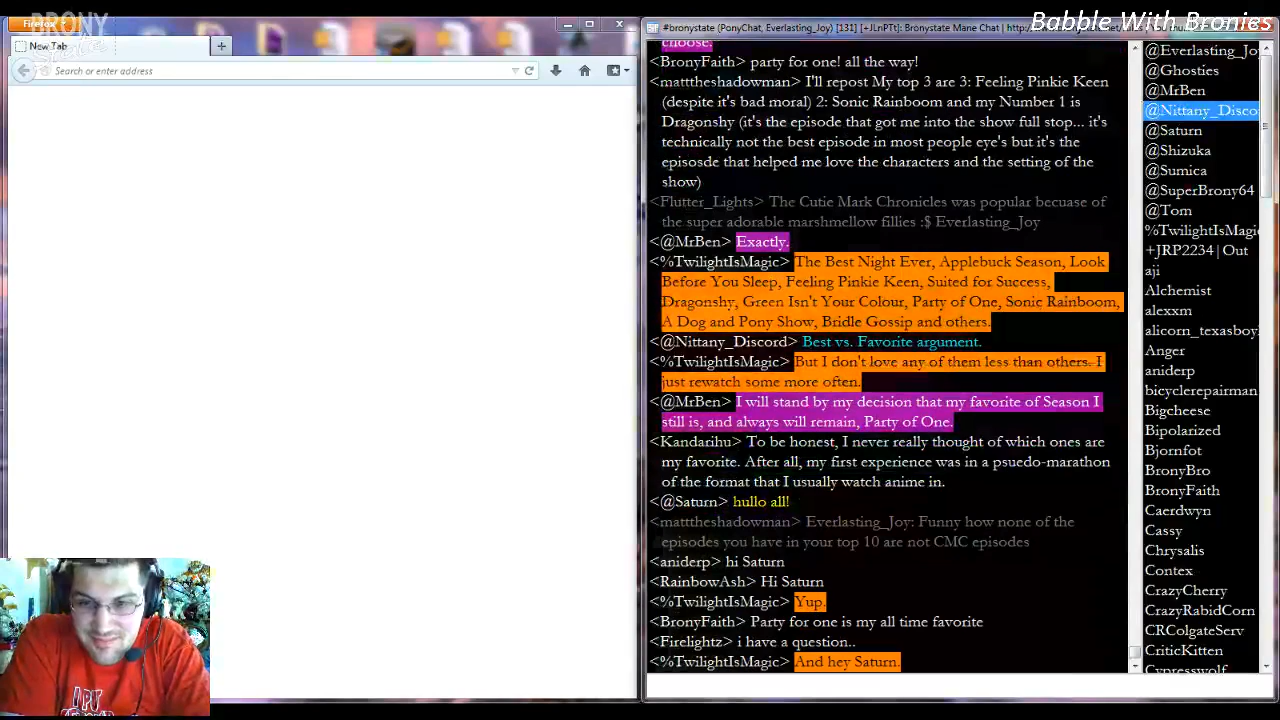 Firefox
BRONY
State
New Tab
Search or enter address
#bronystate (PonyChat, Everlasting_Joy) [131] [+JLnPTt]: Bronystate Mane Chat |
Babble With Bronies
choose.
<BronyFaith> party for one! all the way!
<matttheshadowman> I'll repost My top 3 are 3: Feeling Pinkie Keen
(despite it's bad moral) 2: Sonic Rainboom and my Number 1 is
Dragonshy (it's the episode that got me into the show full stop... it's
technically not the best episode in most people eye's but it's the
episosde that helped me love the characters and the setting of the
show)
<Flutter_Lights> The Cutie Mark Chronicles was popular becuase of
the super adorable marshmellow fillies :$ Everlasting_Joy
<@MrBen> Exactly.
<%TwilightIsMagic> The Best Night Ever, Applebuck Season, Look
Before You Sleep, Feeling Pinkie Keen, Suited for Success,
Dragonshy, Green Isn't Your Colour, Party of One, Sonic Rainboom,
A Dog and Pony Show, Bridle Gossip and others.
<@Nittany_Discord> Best vs. Favorite argument.
<%TwilightIsMagic> But I don't love any of them less than others. I
just rewatch some more often.
<@MrBen> I will stand by my decision that my favorite of Season I
still is, and always will remain, Party of One.
<Kandarihu> To be honest, I never really thought of which ones are
my favorite. After all, my first experience was in a psuedo-marathon
of the format that I usually watch anime in.
<@Saturn> hullo all!
<matttheshadowman> Everlasting_Joy: Funny how none of the
episodes you have in your top 10 are not CMC episodes
<aniderp> hi Saturn
<RainbowAsh> Hi Saturn
<%TwilightIsMagic> Yup.
<BronyFaith> Party for one is my all time favorite
<Firelightz> i have a question..
<%TwilightIsMagic> And hey Saturn.
@Everlasting_Jo
@Ghosties
@MrBen
@Nittany_Disco
@Saturn
@Shizuka
@Sumica
@SuperBrony64
@Tom
%TwilightIsMagi
+JRP2234|Out
aji
Alchemist
alexxm
alicorn_texasboy
Anger
aniderp
bicyclerepairman
Bigcheese
Bipolarized
Bjornfot
BronyBro
BronyFaith
Caerdwyn
Cassy
Chrysalis
Contex
CrazyCherry
CrazyRabidCorn
CRColgateServ
CriticKitten
Cypresswolf